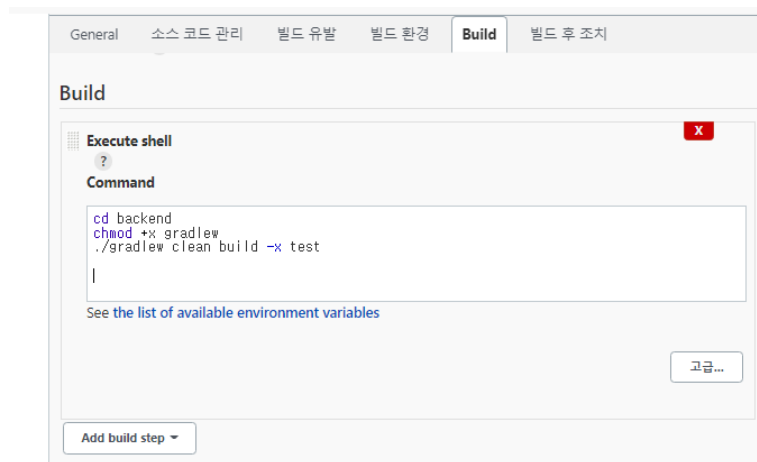 General 소스 코드 관리 빌드 유발 빌드 환경 Build 빌드 후 조치
Build
Execute shell
X
?
Command
cd backend
chmod +x gradlew
./gradlew clean build -x test
See the list of available environment variables
고급...
Add build step